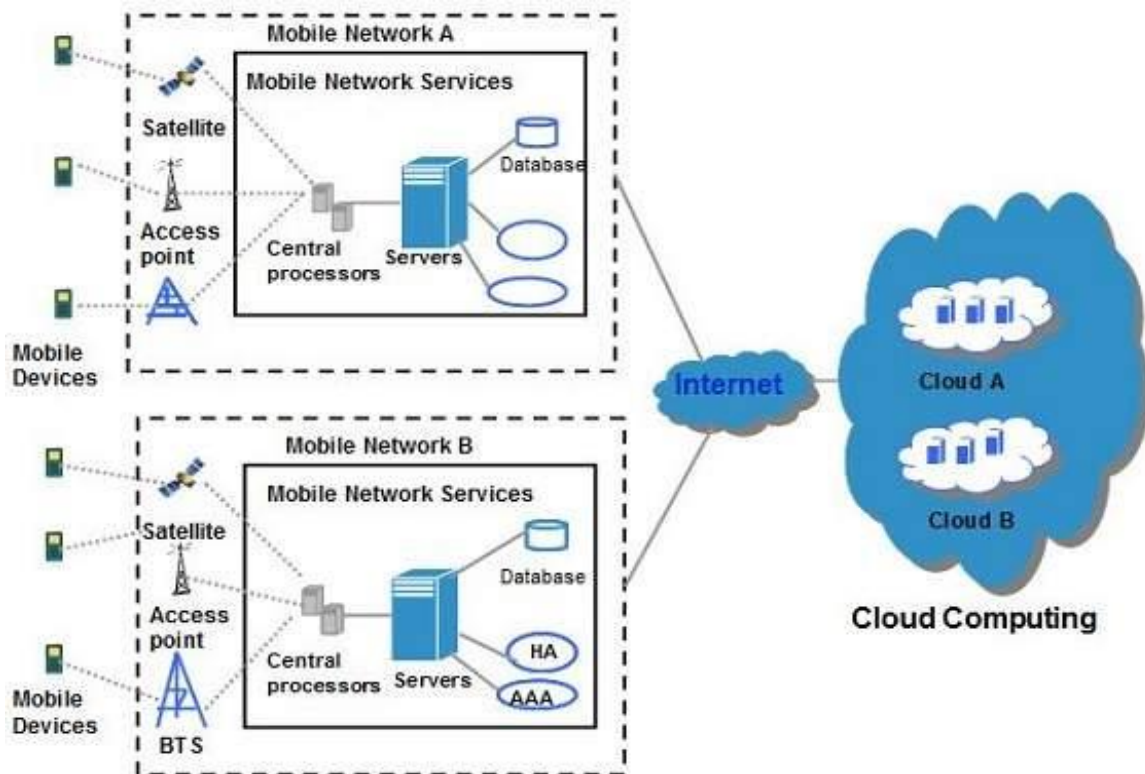 Mobile Network A
Mobile Network Services
Satellite
Database
Access
point
Central
processors
Servers
Mobile
Devices
Mobile Network B
Mobile Network Services
Satellite
Database
Access
point
Central
processors
Servers
HA
AAA
Mobile
Devices
BTS
Internet
Cloud A
Cloud B
Cloud Computing